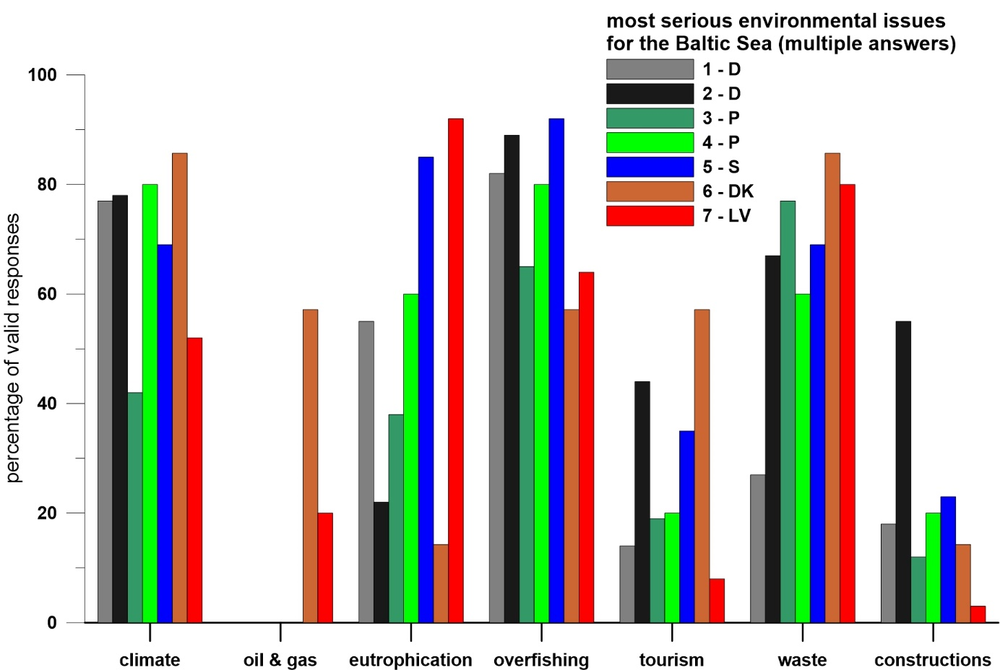 most serious environmental issues
for the Baltic Sea (multiple answers)
1 - D
2 - D
3 - P
4 - P
5 - S
6 - DK
7 - LV
percentage of valid responses
100
80
60
40
20
0
climate
oil & gas
eutrophication
overfishing
tourism
waste
constructions